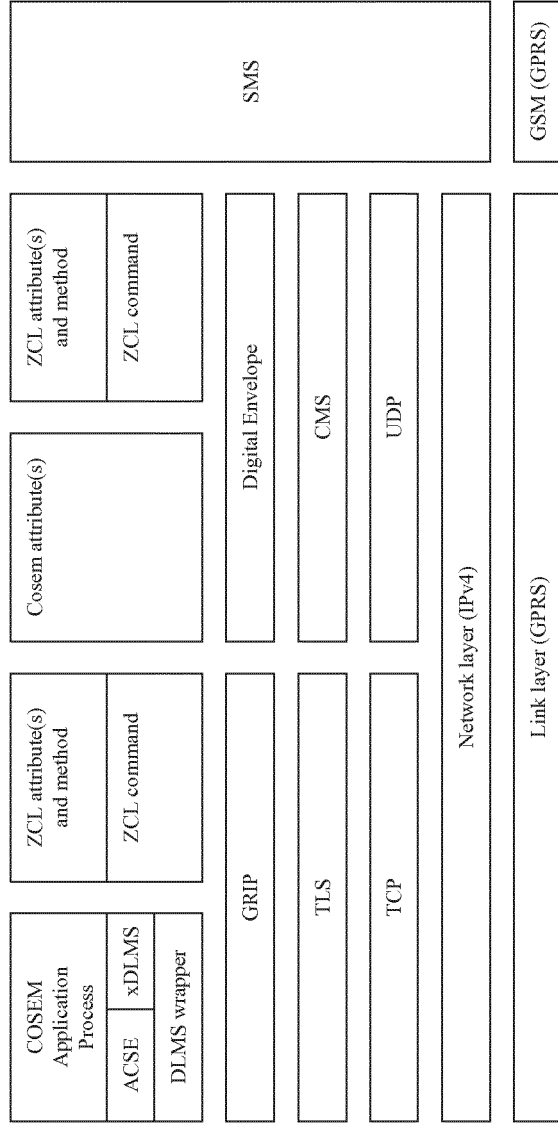 COSEM
Application
Process
ACSE
xDLMS
DLMS wrapper
ZCL attribute(s)
and method
ZCL command
Cosem attribute(s)
ZCL attribute(s)
and method
ZCL command
SMS
GRIP
Digital Envelope
TLS
CMS
TCP
UDP
Network layer (IPv4)
Link layer (GPRS)
GSM (GPRS)